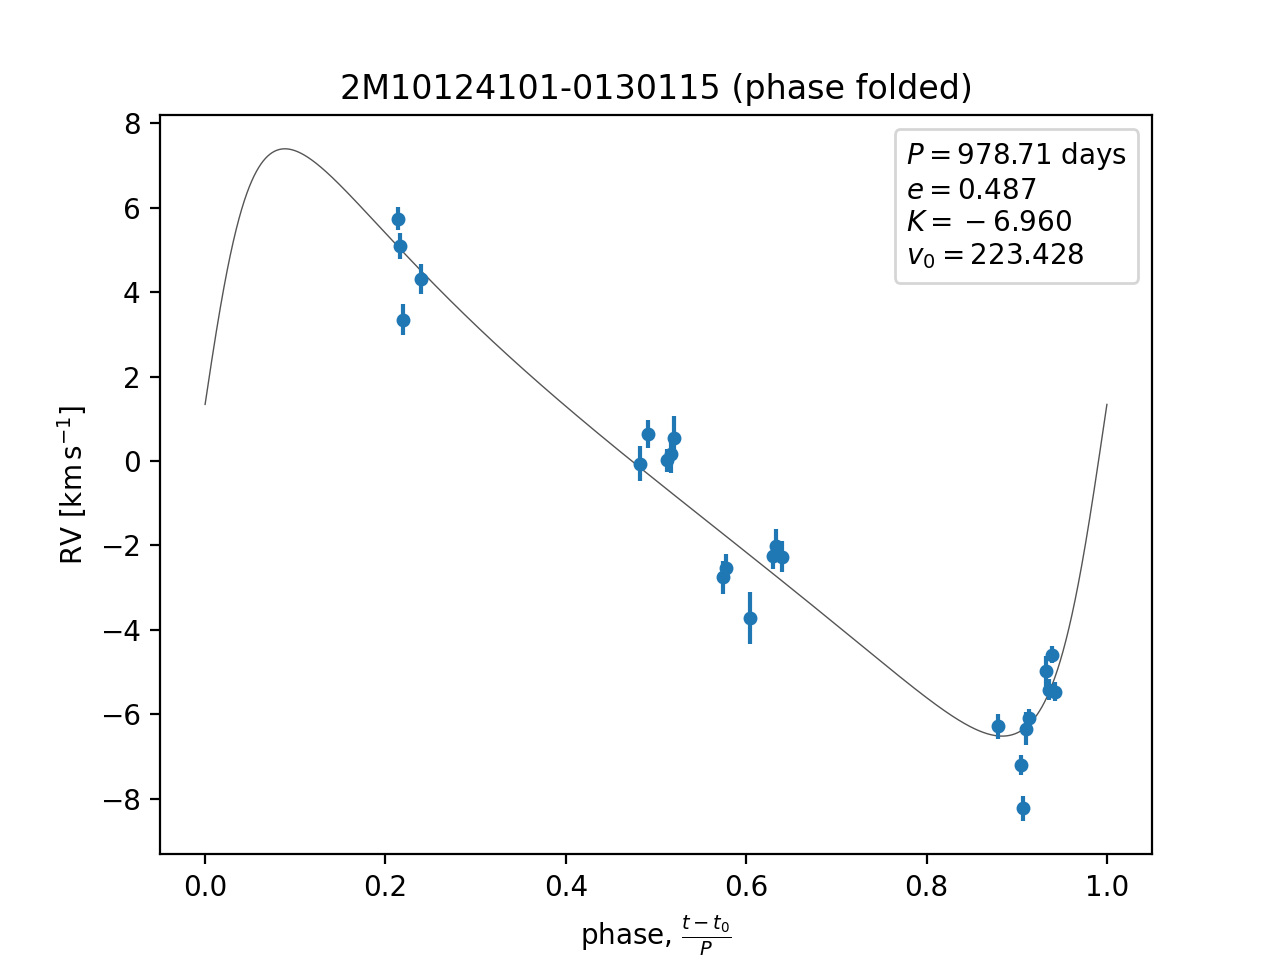 2M10124101-0130115 (phase folded)
P = 978.71 days
e = 0.487
K = −6.960
v₀ = 223.428
RV [km s⁻¹]
8
6
4
2
0
−2
−4
−6
−8
0.0 0.2 0.4 0.6 0.8 1.0
phase, (t − t₀)/P